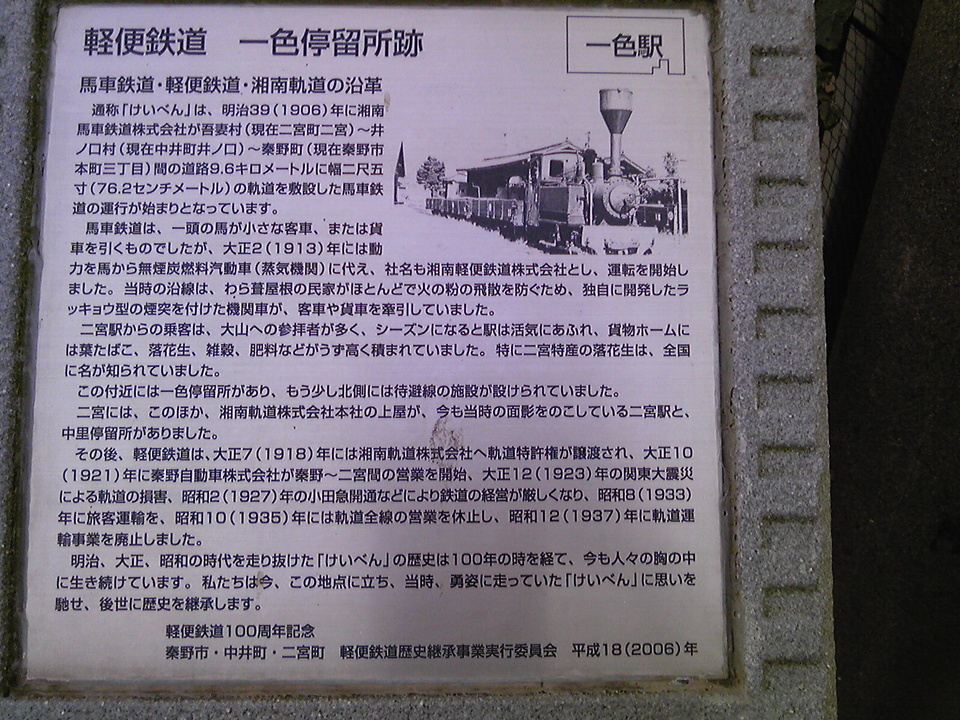 軽便鉄道　一色停留所跡
一色駅
馬車鉄道・軽便鉄道・湘南軌道の沿革
通称「けいべん」は、明治39(1906)年に湘南
馬車鉄道株式会社が吾妻村(現在二宮町二宮)～井
ノ口村(現在中井町井ノ口)～秦野町(現在秦野市
本町三丁目)間の道路9.6キロメートルに幅二尺五
寸(76.2センチメートル)の軌道を敷設した馬車鉄
道の運行が始まりとなっています。
馬車鉄道は、一頭の馬が小さな客車、または貨
車を引くものでしたが、大正2(1913)年には動
力を馬から無煙炭燃料汽動車(蒸気機関)に代え、社名も湘南軽便鉄道株式会社とし、運転を開始し
ました。当時の沿線は、わら葺屋根の民家がほとんどで火の粉の飛散を防ぐため、独自に開発したラ
ッキョウ型の煙突を付けた機関車が、客車や貨車を牽引していました。
二宮駅からの乗客は、大山への参拝者が多く、シーズンになると駅は活気にあふれ、貨物ホームに
は葉たばこ、落花生、雑穀、肥料などがうず高く積まれていました。特に二宮特産の落花生は、全国
に名が知られていました。
この付近には一色停留所があり、もう少し北側には待避線の施設が設けられていました。
二宮には、このほか、湘南軌道株式会社本社の上屋が、今も当時の面影をのこしている二宮駅と、
中里停留所がありました。
その後、軽便鉄道は、大正7(1918)年には湘南軌道株式会社へ軌道特許権が譲渡され、大正10
(1921)年に秦野自動車株式会社が秦野～二宮間の営業を開始、大正12(1923)年の関東大震災
による軌道の損害、昭和2(1927)年の小田急開通などにより鉄道の経営が厳しくなり、昭和8(1933)
年に旅客運輸を、昭和10(1935)年には軌道全線の営業を休止し、昭和12(1937)年に軌道運
輸事業を廃止しました。
明治、大正、昭和の時代を走り抜けた「けいべん」の歴史は100年の時を経て、今も人々の胸の中
に生き続けています。私たちは今、この地点に立ち、当時、勇姿に走っていた「けいべん」に思いを
馳せ、後世に歴史を継承します。
軽便鉄道100周年記念
秦野市・中井町・二宮町　軽便鉄道歴史継承事業実行委員会　平成18(2006)年